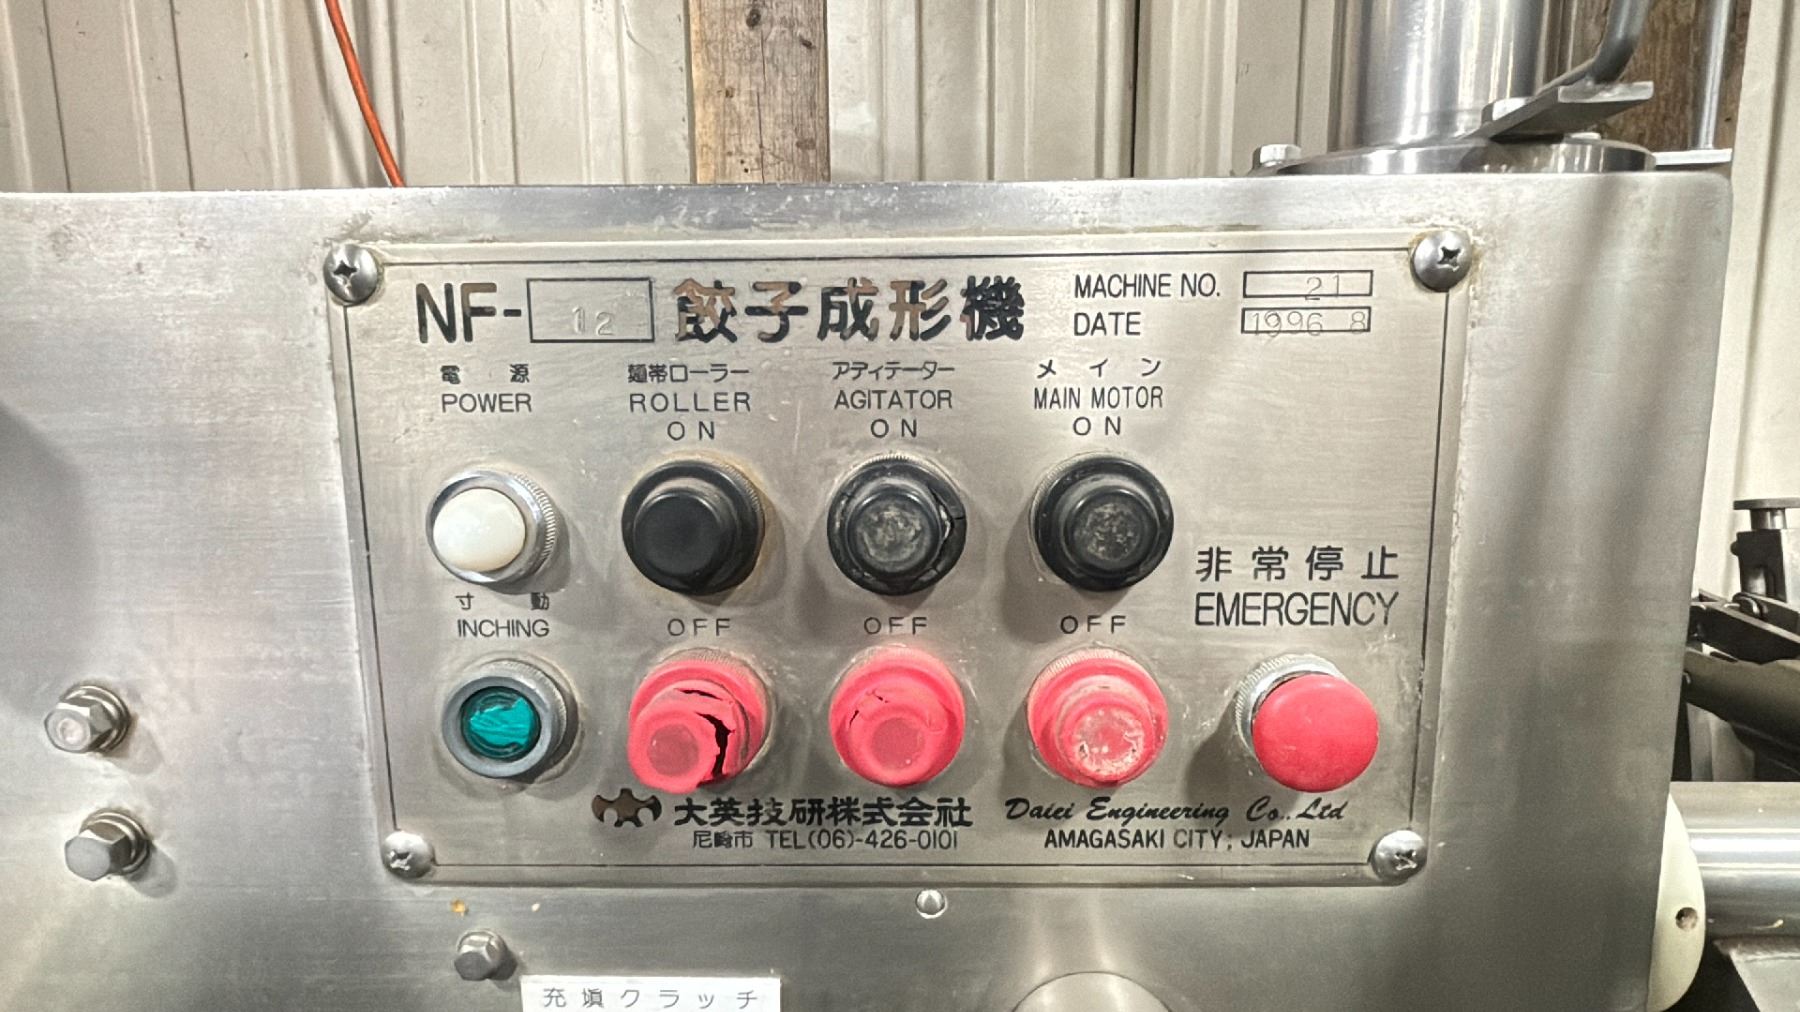 NF- 12 餃子成形機 MACHINE NO. 21
DATE 1996 8
電源 麺帯ローラー アディテーター メイン
POWER ROLLER AGITATOR MAIN MOTOR
ON ON ON
非常停止
EMERGENCY
寸動
INCHING OFF OFF OFF
大英技研株式会社 Daiei Engineering Co.. Ltd
尼崎市 TEL(06)-426-0101 AMAGASAKI CITY; JAPAN
充填クラッチ